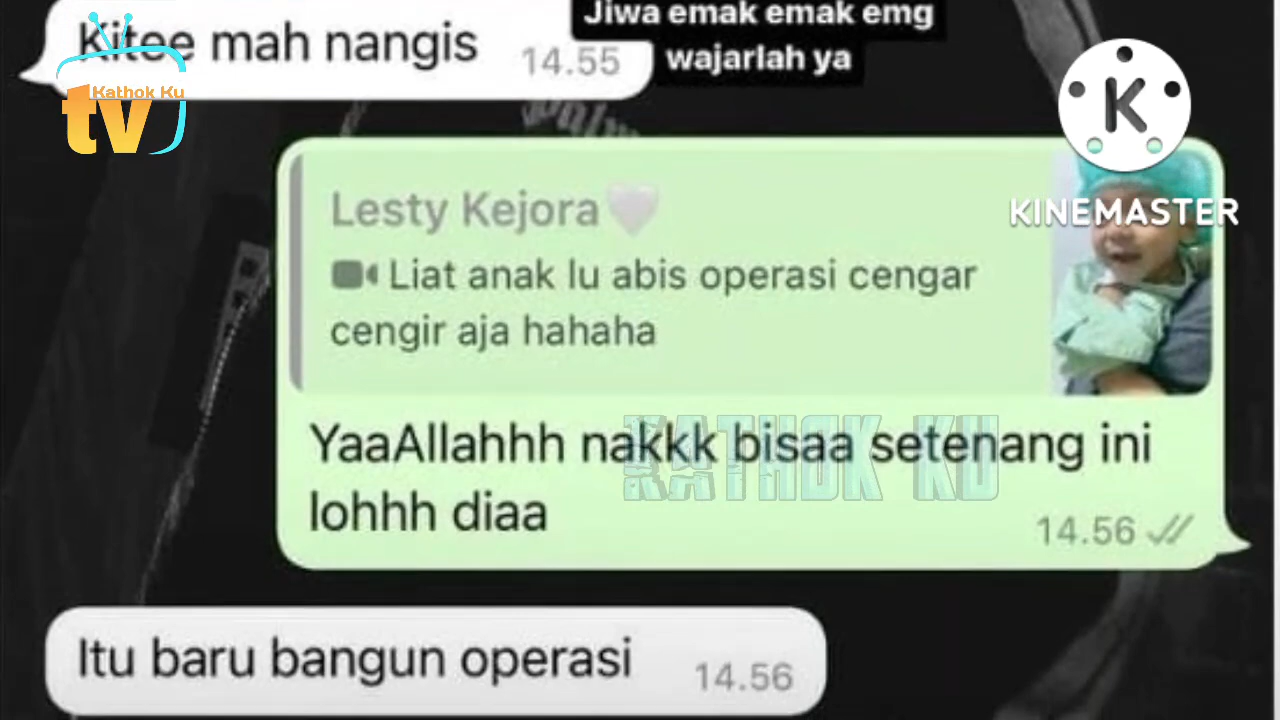 Kitee mah nangis
14.55
Jiwa emak emak emg
wajarlah ya
Kathok Ku
tv
K
KINEMASTER
Lesty Kejora🤍
Liat anak lu abis operasi cengar
cengir aja hahaha
YaaAllahhh nakkk bisaa setenang ini
lohhh diaa
KATHOK KU
14.56
Itu baru bangun operasi
14.56